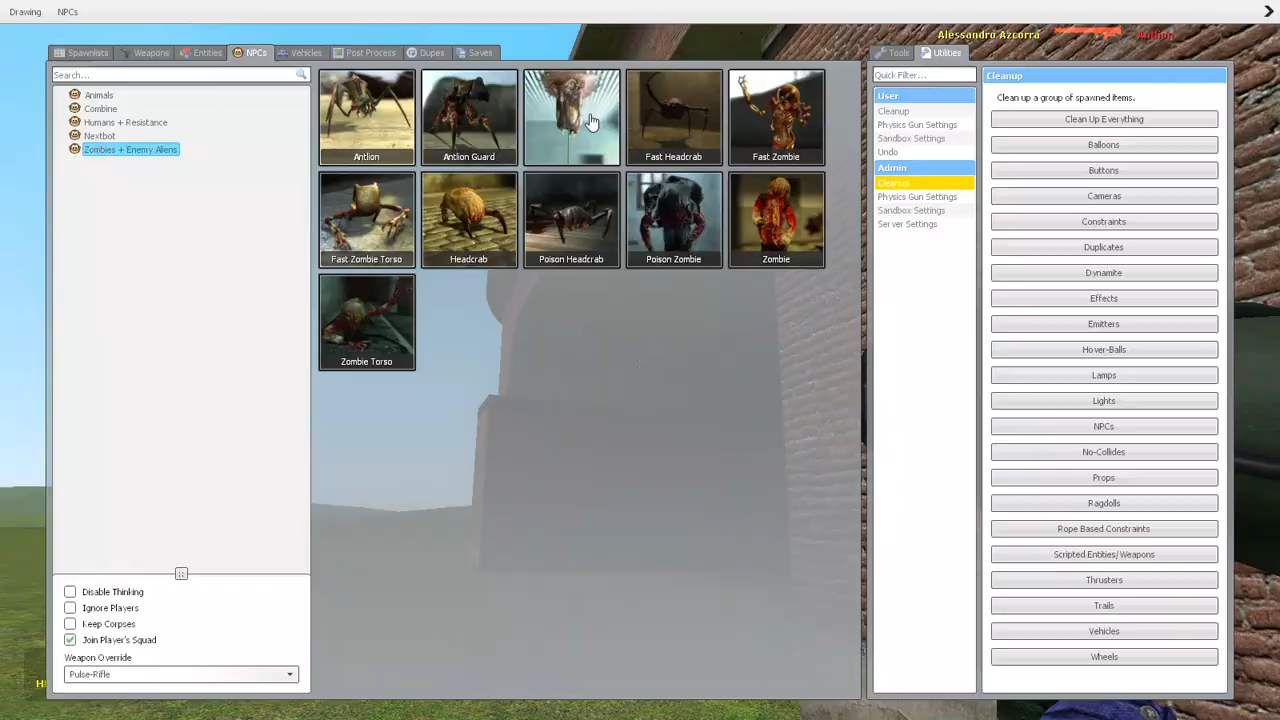 Drawing NPCs
Alessandro Azcorra Antlion
Spawnlists Weapons Entities NPCs Vehicles Post Process Dupes Saves
Search...
Animals
Combine
Humans + Resistance
Nextbot
Zombies + Enemy Aliens
Antlion
Antlion Guard
Fast Headcrab
Fast Zombie
Fast Zombie Torso
Headcrab
Poison Headcrab
Poison Zombie
Zombie
Zombie Torso
Disable Thinking
Ignore Players
Keep Corpses
Join Player's Squad
Weapon Override
Pulse-Rifle
Tools Utilities
Quick Filter...
User
Cleanup
Physics Gun Settings
Sandbox Settings
Undo
Admin
Cleanup
Physics Gun Settings
Sandbox Settings
Server Settings
Cleanup
Clean up a group of spawned items.
Clean Up Everything
Balloons
Buttons
Cameras
Constraints
Duplicates
Dynamite
Effects
Emitters
Hover-Balls
Lamps
Lights
NPCs
No-Collides
Props
Ragdolls
Rope Based Constraints
Scripted Entities/Weapons
Thrusters
Trails
Vehicles
Wheels